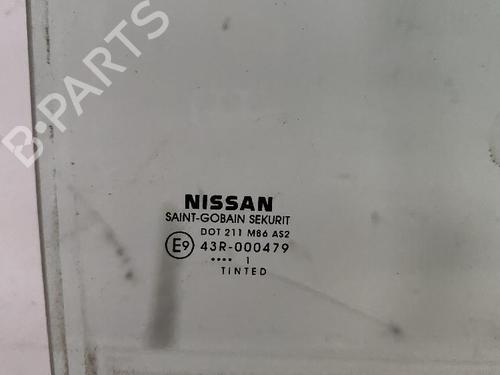 B-PARTS
NISSAN
SAINT-GOBAIN SEKURIT
DOT 211 M86 AS2
E9 43R-000479
•••• 1
TINTED